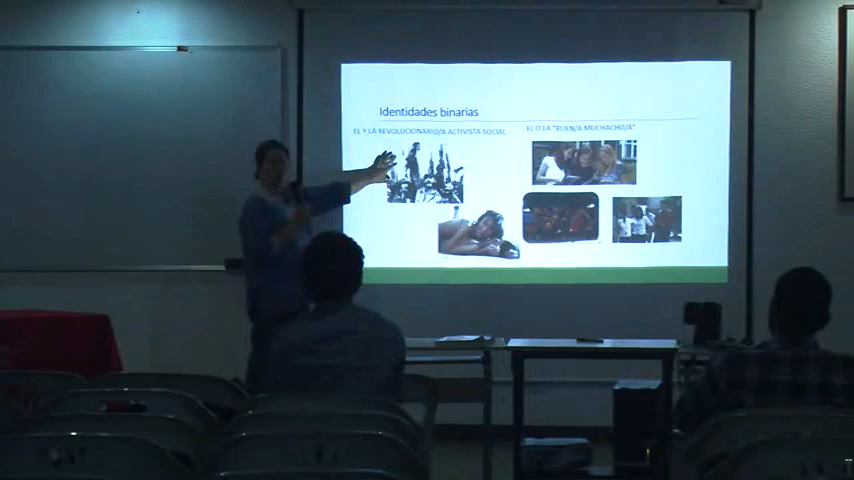 Identidades binarias
EL Y LA REVOLUCIONARIO/A ACTIVISTA SOCIAL
EL O LA "BUEN/A MUCHACHO/A"